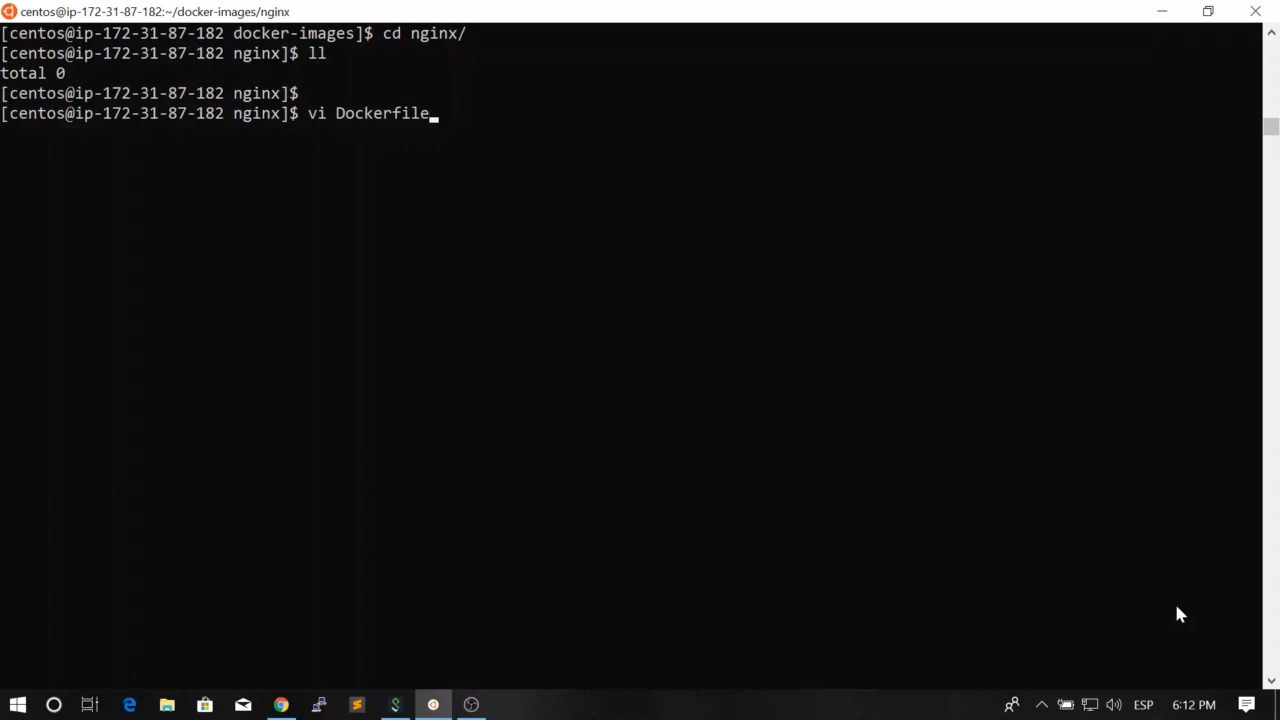 centos@ip-172-31-87-182:~/docker-images/nginx
[centos@ip-172-31-87-182 docker-images]$ cd nginx/
[centos@ip-172-31-87-182 nginx]$ ll
total 0
[centos@ip-172-31-87-182 nginx]$
[centos@ip-172-31-87-182 nginx]$ vi Dockerfile
ESP
6:12 PM